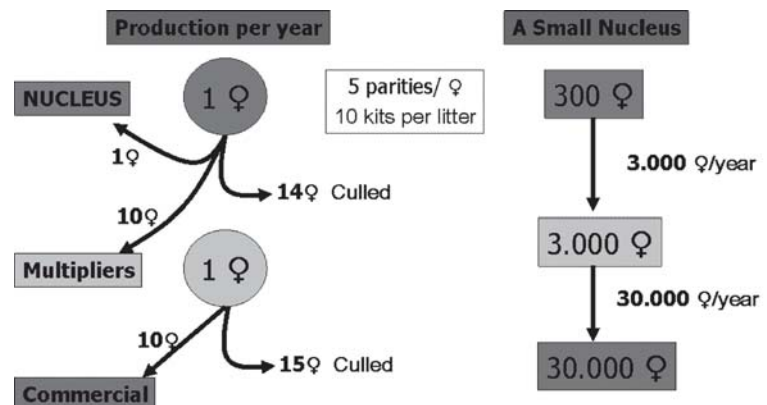 Production per year
A Small Nucleus
NUCLEUS
1 ♀
5 parities/ ♀
10 kits per litter
300 ♀
1♀
3.000 ♀/year
14♀ Culled
10♀
Multipliers
1 ♀
3.000 ♀
30.000 ♀/year
10♀
15♀ Culled
Commercial
30.000 ♀